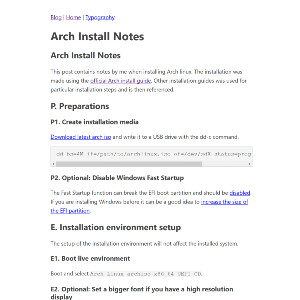 Blog | Home | Typography
Arch Install Notes
Arch Install Notes
This post contains notes by me when installing Arch linux. The installation was
made using the official Arch install guide. Other installation guides was used for
particular installation steps and is then referenced.
P. Preparations
P1. Create installation media
Download latest arch iso and write it to a USB drive with the dd-c command.
dd bs=4M if=/path/to/archlinux.iso of=/dev/sdX status=prog
P2. Optional: Disable Windows Fast Startup
The Fast Startup function can break the EFI boot partition and should be disabled.
If you are installing Windows before it can be a good idea to increase the size of
the EFI partition.
E. Installation environment setup
The setup of the installation environment will not affect the installed system.
E1. Boot live environment
Boot and select Arch Linux archiso x86_64 UEFI CD.
E2. Optional: Set a bigger font if you have a high resolution
display